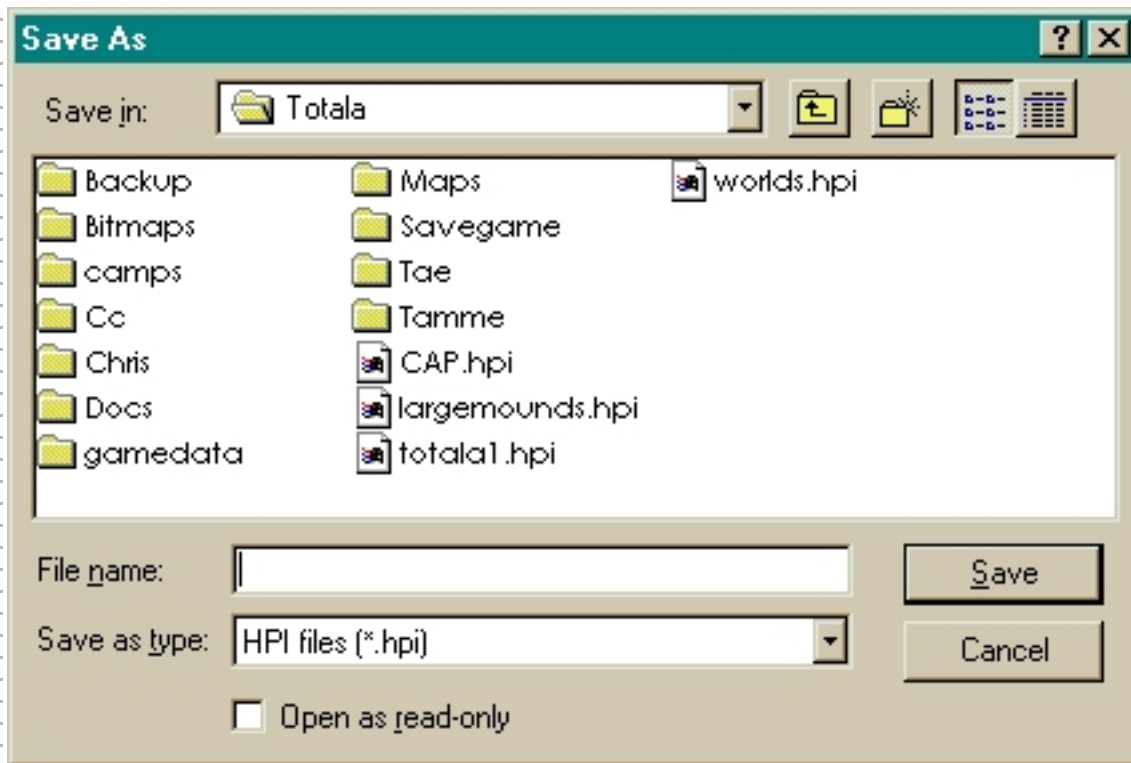 Save As
Save in: Totala
Backup
Bitmaps
camps
Cc
Chris
Docs
gamedata
Maps
Savegame
Tae
Tamme
CAP.hpi
largemounds.hpi
totala1.hpi
worlds.hpi
File name:
Save
Save as type: HPI files (*.hpi)
Cancel
Open as read-only